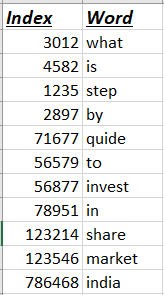 Index Word
3012 what
4582 is
1235 step
2897 by
71677 quide
56579 to
56877 invest
78951 in
123214 share
123546 market
786468 india